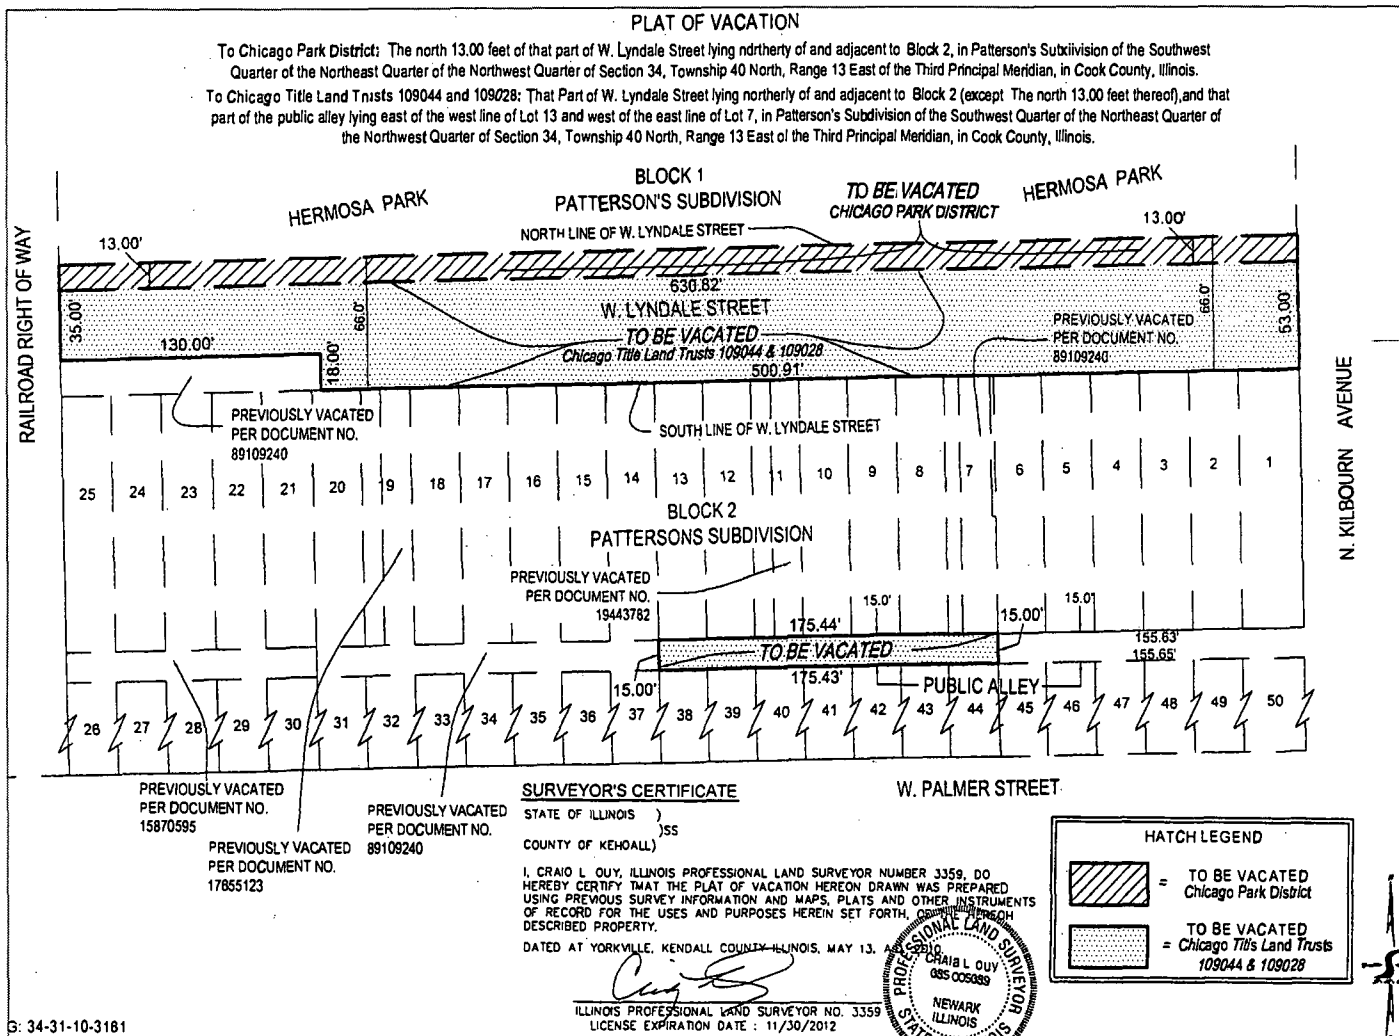 PLAT OF VACATION
To Chicago Park District: The north 13.00 feet of that part of W. Lyndale Street lying ndrtherly of and adjacent to Block 2, in Patterson's Subxiivision of the Southwest
Quarter of the Northeast Quarter of the Northwest Quarter of Section 34, Township 40 North, Range 13 East of the Third Principal Meridian, in Cook County, Illinois.
To Chicago Title Land Tnists 109044 and 109028: That Part of W. Lyndale Street lying northerly of and adjacent to Block 2 (except The north 13.00 feet thereof),and that
part of the public alley lying east of the west line of Lot 13 and west of the east line of Lot 7, in Patterson's Subdivision of the Southwest Quarter of the Northeast Quarter of
the Northwest Quarter of Section 34, Township 40 North, Range 13 East of the Third Principal Meridian, in Cook County, Illinois.
BLOCK 1
PATTERSON'S SUBDIVISION
HERMOSA PARK
TO BE VACATED
CHICAGO PARK DISTRICT
HERMOSA PARK
NORTH LINE OF W. LYNDALE STREET
13.00'
13.00'
RAILROAD RIGHT OF WAY
630.82'
W. LYNDALE STREET
TO BE VACATED
Chicago Title Land Trusts 109044 & 109028
500.91'
35.00'
130.00'
18.00'
66.0'
66.0'
53.00'
PREVIOUSLY VACATED
PER DOCUMENT NO.
89109240
PREVIOUSLY VACATED
PER DOCUMENT NO.
89109240
SOUTH LINE OF W. LYNDALE STREET
N. KILBOURN AVENUE
25 24 23 22 21 20 19 18 17 16 15 14 13 12 11 10 9 8 7 6 5 4 3 2 1
BLOCK 2
PATTERSONS SUBDIVISION
PREVIOUSLY VACATED
PER DOCUMENT NO.
19443782
15.0'
15.00'
15.0'
175.44'
TO BE VACATED
175.43'
15.00'
155.63'
155.65'
PUBLIC ALLEY
26 27 28 29 30 31 32 33 34 35 36 37 38 39 40 41 42 43 44 45 46 47 48 49 50
W. PALMER STREET
PREVIOUSLY VACATED
PER DOCUMENT NO.
15870595
PREVIOUSLY VACATED
PER DOCUMENT NO.
17855123
PREVIOUSLY VACATED
PER DOCUMENT NO.
89109240
SURVEYOR'S CERTIFICATE
STATE OF ILLINOIS )
)SS
COUNTY OF KEHOALL)
I, CRAIO L OUY, ILLINOIS PROFESSIONAL LAND SURVEYOR NUMBER 3359, DO
HEREBY CERTIFY TMAT THE PLAT OF VACATION HEREON DRAWN WAS PREPARED
USING PREVIOUS SURVEY INFORMATION AND MAPS, PLATS AND OTHER INSTRUMENTS
OF RECORD FOR THE USES AND PURPOSES HEREIN SET FORTH,
DESCRIBED PROPERTY.
DATED AT YORKVILLE, KENDALL COUNTY ILLINOIS, MAY 13, A. 2010
ILLINOIS PROFESSIONAL LAND SURVEYOR NO. 3359
LICENSE EXPIRATION DATE : 11/30/2012
PROFESSIONAL LAND SURVEYOR
CRAIG L OUY
NEWARK
ILLINOIS
HATCH LEGEND
= TO BE VACATED
Chicago Park District
TO BE VACATED
= Chicago Titis Land Trusts
109044 & 109028
G: 34-31-10-3161